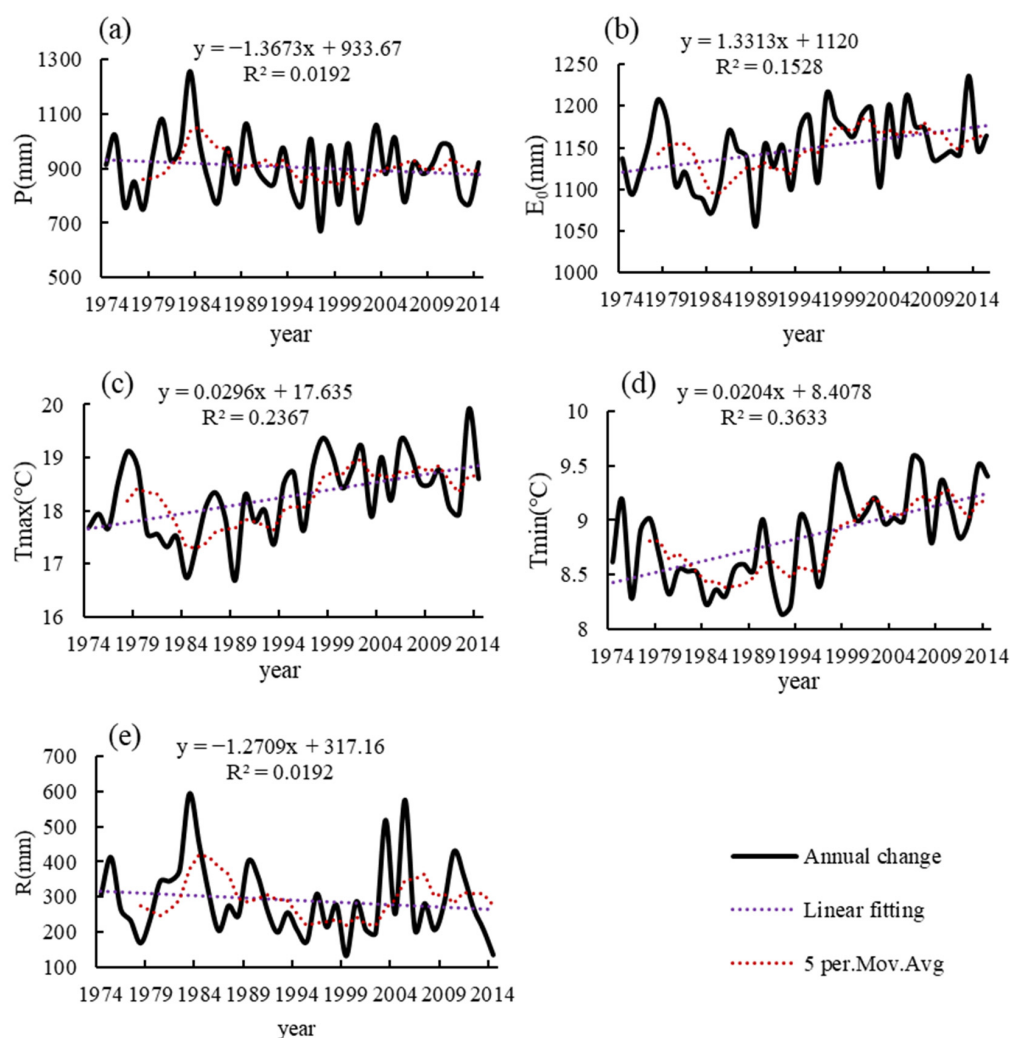 (a)
y = −1.3673x + 933.67
R² = 0.0192
1300
1100
900
700
500
P(mm)
1974 1979 1984 1989 1994 1999 2004 2009 2014
year
(b)
y = 1.3313x + 1120
R² = 0.1528
1250
1200
1150
1100
1050
1000
E₀(mm)
1974 1979 1984 1989 1994 1999 2004 2009 2014
year
(c)
y = 0.0296x + 17.635
R² = 0.2367
20
19
18
17
16
Tmax(°C)
1974 1979 1984 1989 1994 1999 2004 2009 2014
year
(d)
y = 0.0204x + 8.4078
R² = 0.3633
10
9.5
9
8.5
8
Tmin(°C)
1974 1979 1984 1989 1994 1999 2004 2009 2014
year
(e)
y = −1.2709x + 317.16
R² = 0.0192
700
600
500
400
300
200
100
R(mm)
1974 1979 1984 1989 1994 1999 2004 2009 2014
year
Annual change
Linear fitting
5 per.Mov.Avg